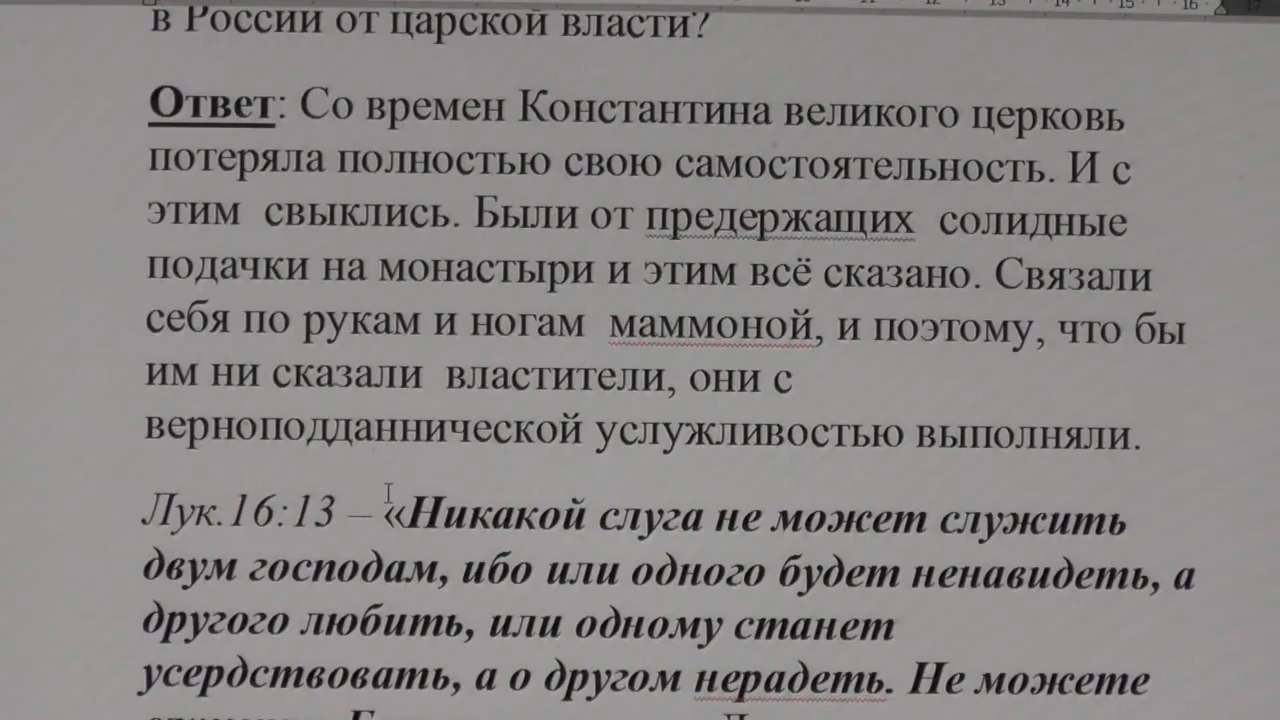 в России от царской власти?
Ответ: Со времен Константина великого церковь
потеряла полностью свою самостоятельность. И с
этим свыклись. Были от предержащих солидные
подачки на монастыри и этим всё сказано. Связали
себя по рукам и ногам маммоной, и поэтому, что бы
им ни сказали властители, они с
верноподданнической услужливостью выполняли.
Лук.16:13 – «Никакой слуга не может служить
двум господам, ибо или одного будет ненавидеть, а
другого любить, или одному станет
усердствовать, а о другом нерадеть. Не можете